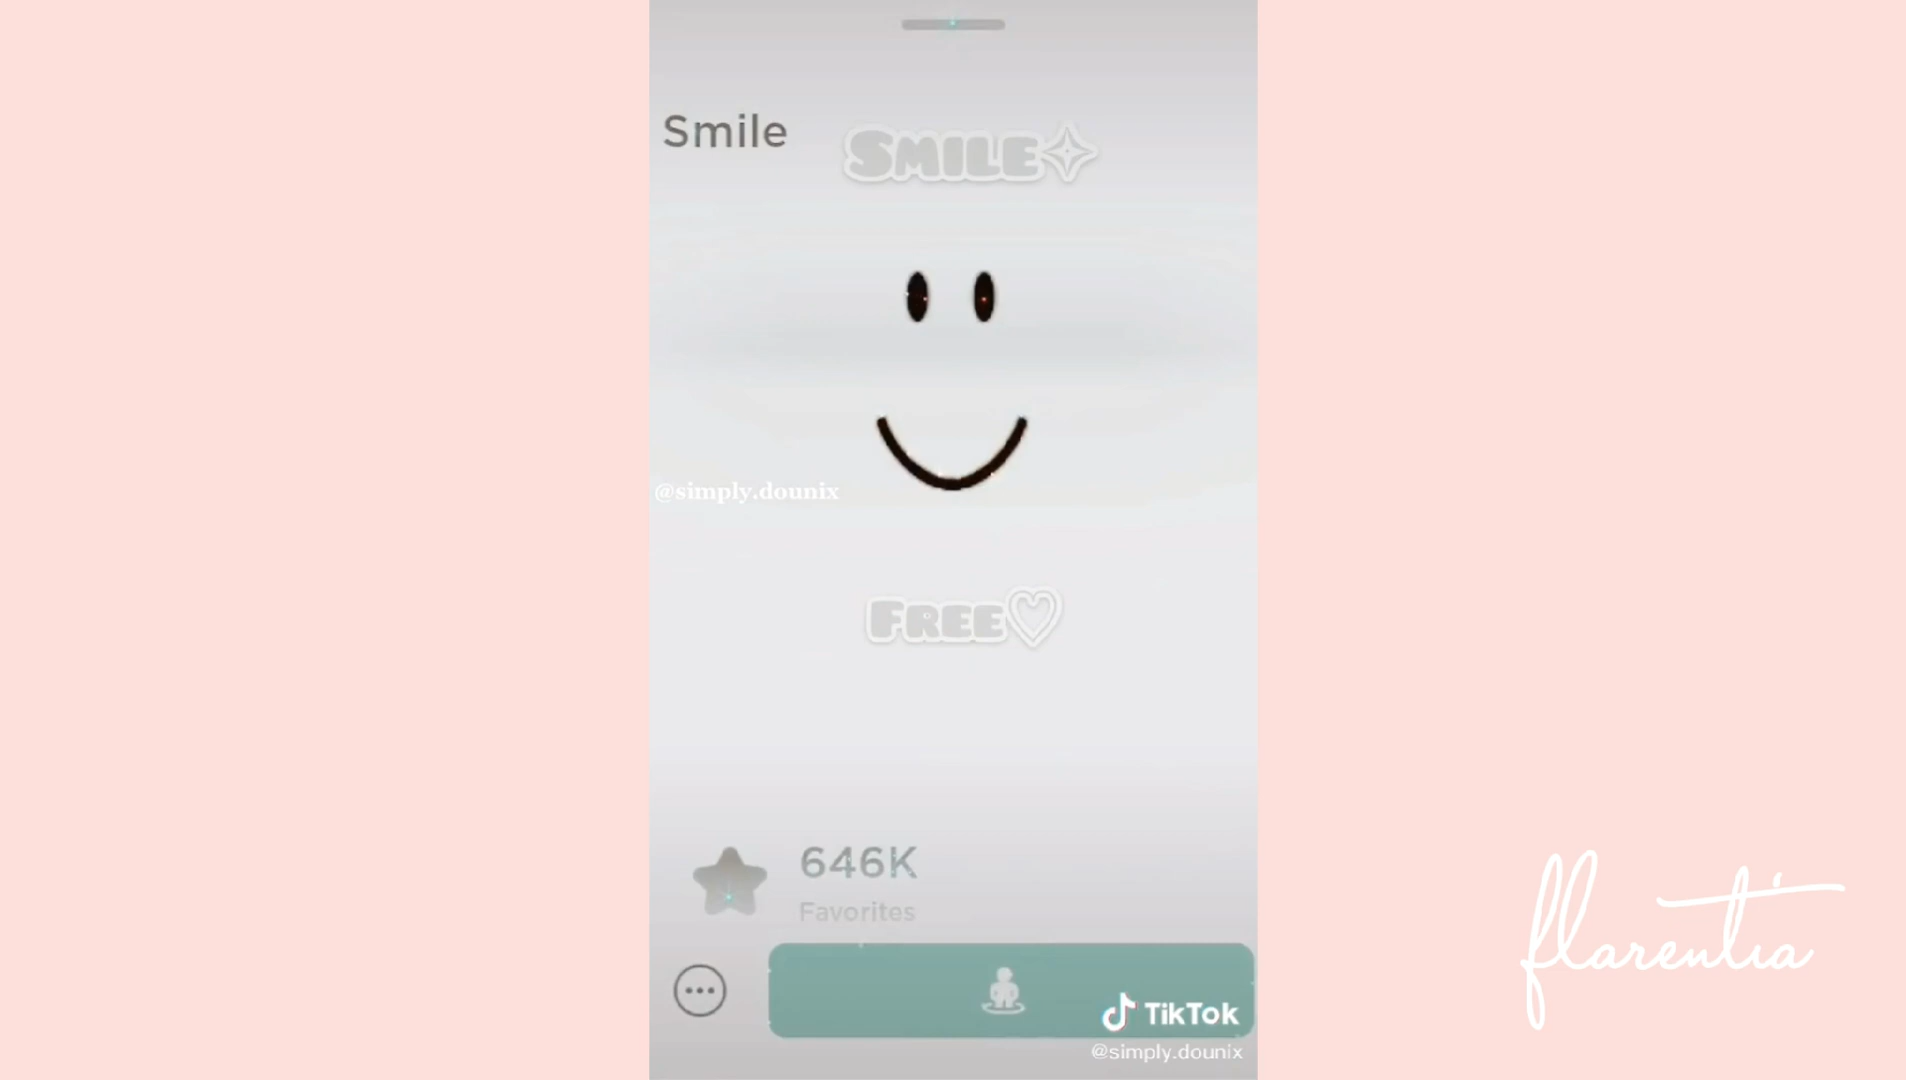 Smile
SMILE
@simply.dounix
FREE
646K
Favorites
TikTok
@simply.dounix
flarentia